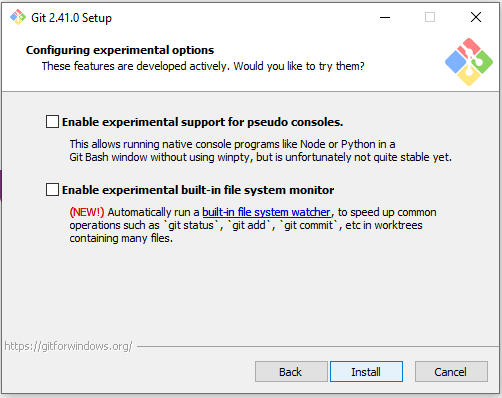 Git 2.41.0 Setup
Configuring experimental options
These features are developed actively. Would you like to try them?
Enable experimental support for pseudo consoles.
This allows running native console programs like Node or Python in a
Git Bash window without using winpty, but is unfortunately not quite stable yet.
Enable experimental built-in file system monitor
(NEW!) Automatically run a built-in file system watcher, to speed up common
operations such as `git status`, `git add`, `git commit`, etc in worktrees
containing many files.
https://gitforwindows.org/
Back
Install
Cancel